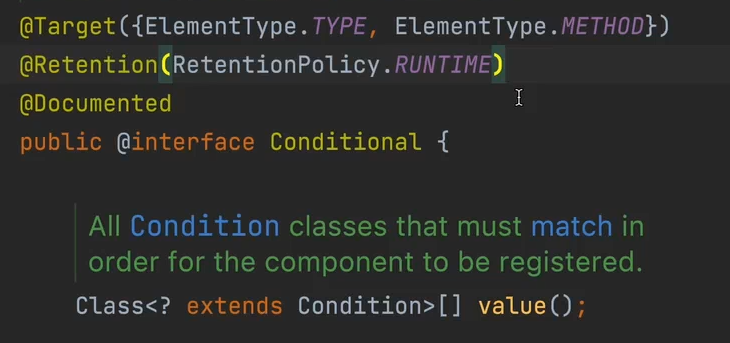 @Target({ElementType.TYPE, ElementType.METHOD})
@Retention(RetentionPolicy.RUNTIME)
@Documented
public @interface Conditional {
All Condition classes that must match in
order for the component to be registered.
Class<? extends Condition>[] value();